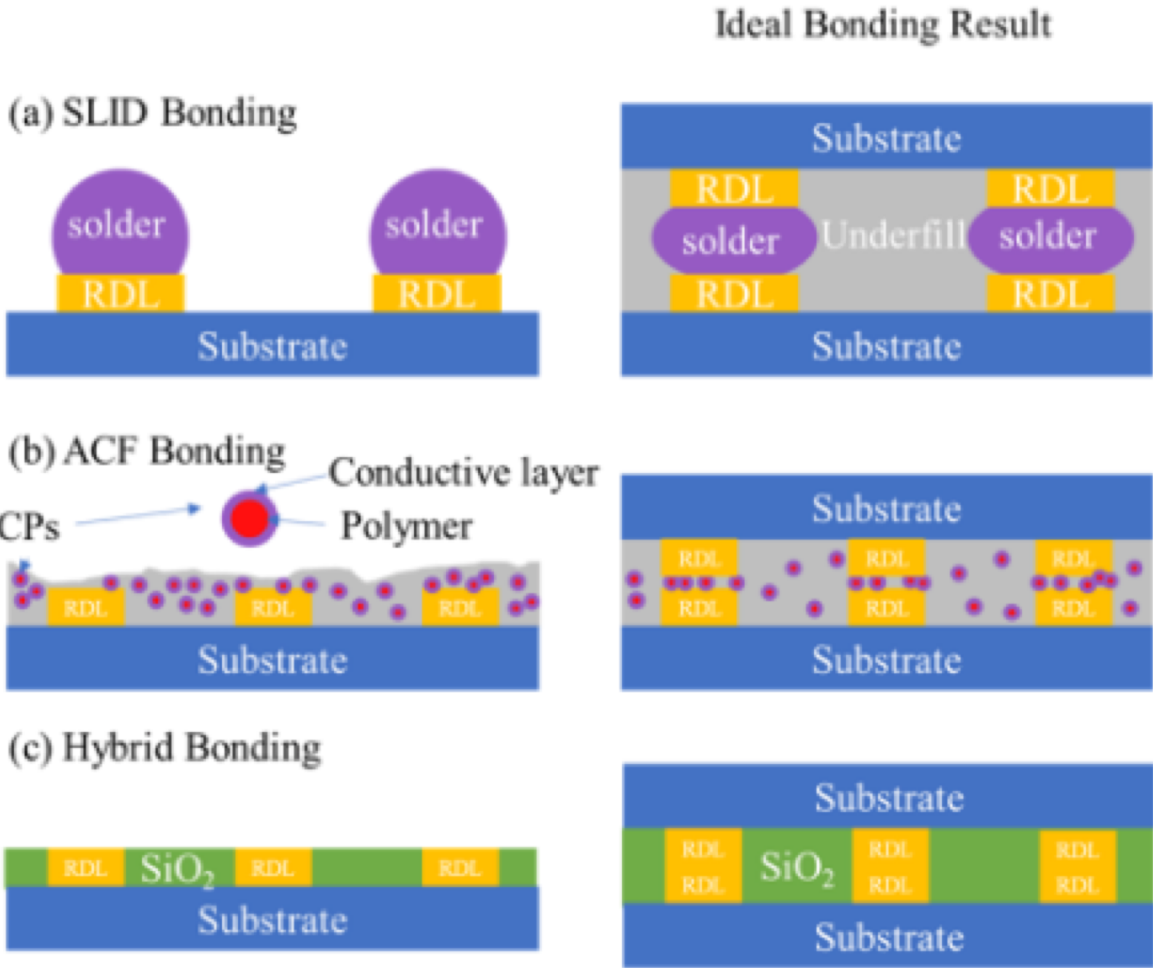 Ideal Bonding Result
(a) SLID Bonding
solder solder
RDL RDL
Substrate
Substrate
RDL RDL
solder Underfill solder
RDL RDL
Substrate
(b) ACF Bonding
Conductive layer
CPs Polymer
RDL RDL RDL
Substrate
Substrate
RDL RDL RDL
RDL RDL RDL
Substrate
(c) Hybrid Bonding
RDL SiO₂ RDL RDL
Substrate
Substrate
RDL RDL RDL
SiO₂
RDL RDL RDL
Substrate